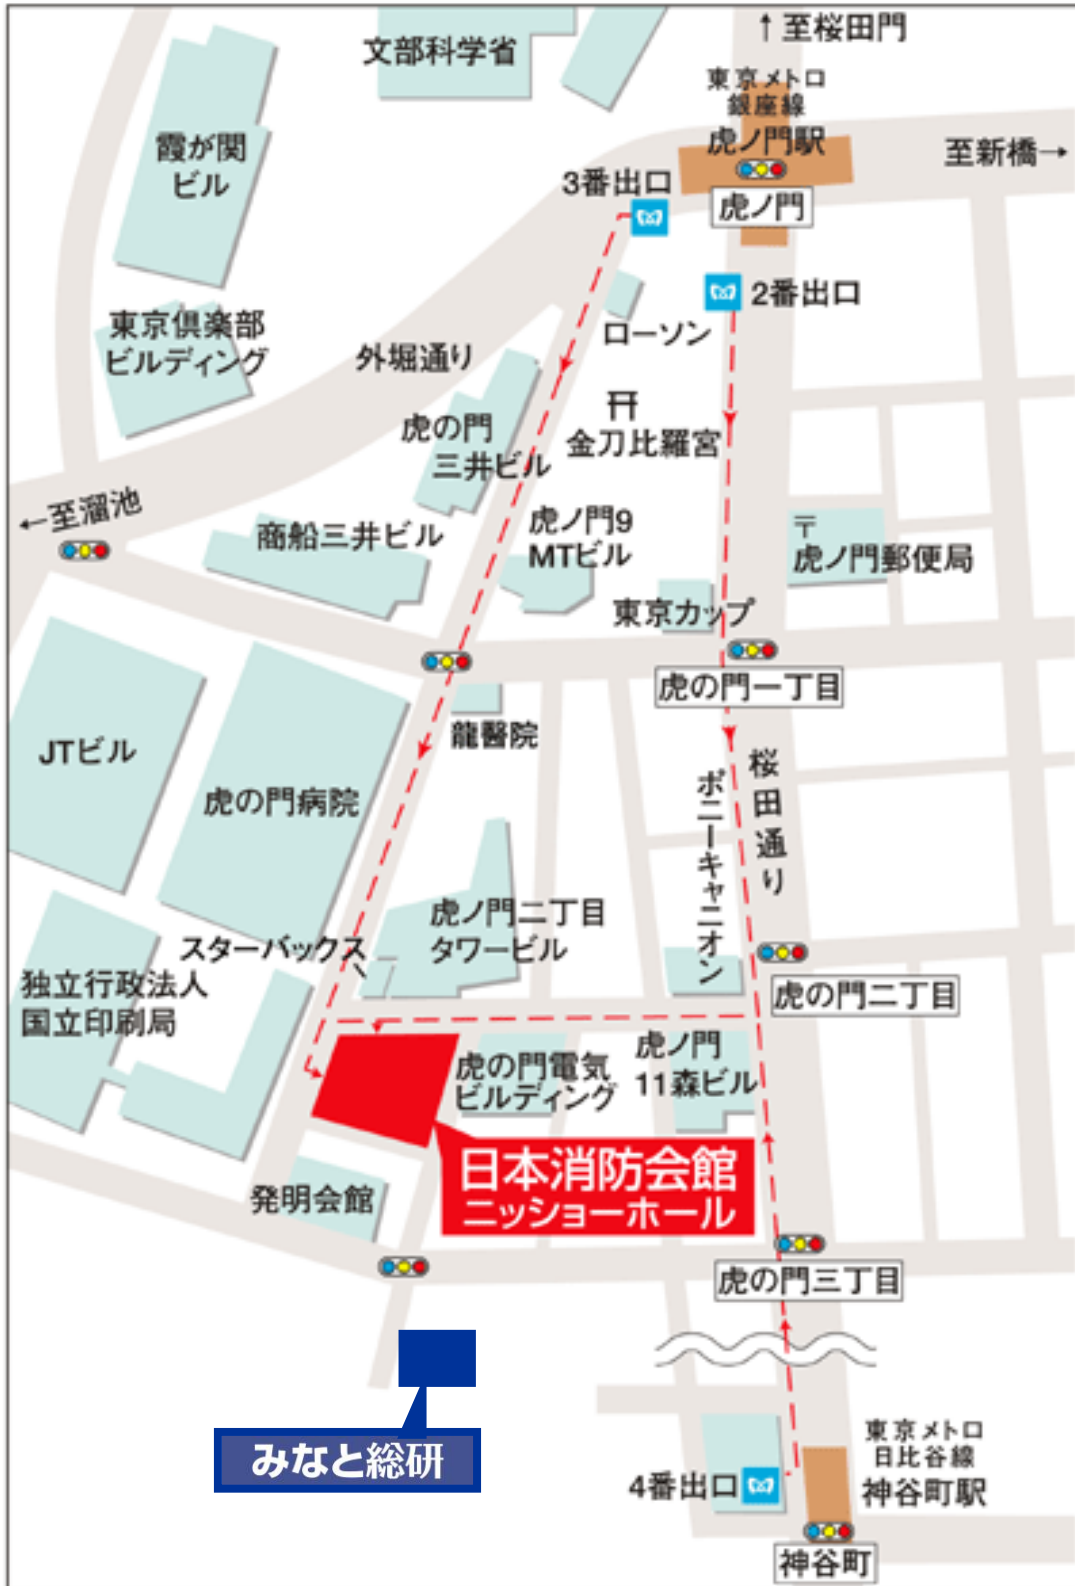 ↑至桜田門
文部科学省
東京メトロ
銀座線
虎ノ門駅
至新橋→
霞が関
ビル
3番出口
虎ノ門
2番出口
東京倶楽部
ビルディング
ローソン
外堀通り
虎の門
三井ビル
金刀比羅宮
←至溜池
商船三井ビル
虎ノ門9
MTビル
〒
虎ノ門郵便局
東京カップ
虎の門一丁目
龍醫院
JTビル
虎の門病院
ポニーキャニオン
桜田通り
虎ノ門二丁目
タワービル
スターバックス
独立行政法人
国立印刷局
虎の門二丁目
虎の門電気
ビルディング
虎ノ門
11森ビル
日本消防会館
ニッショーホール
発明会館
虎の門三丁目
みなと総研
東京メトロ
日比谷線
神谷町駅
4番出口
神谷町